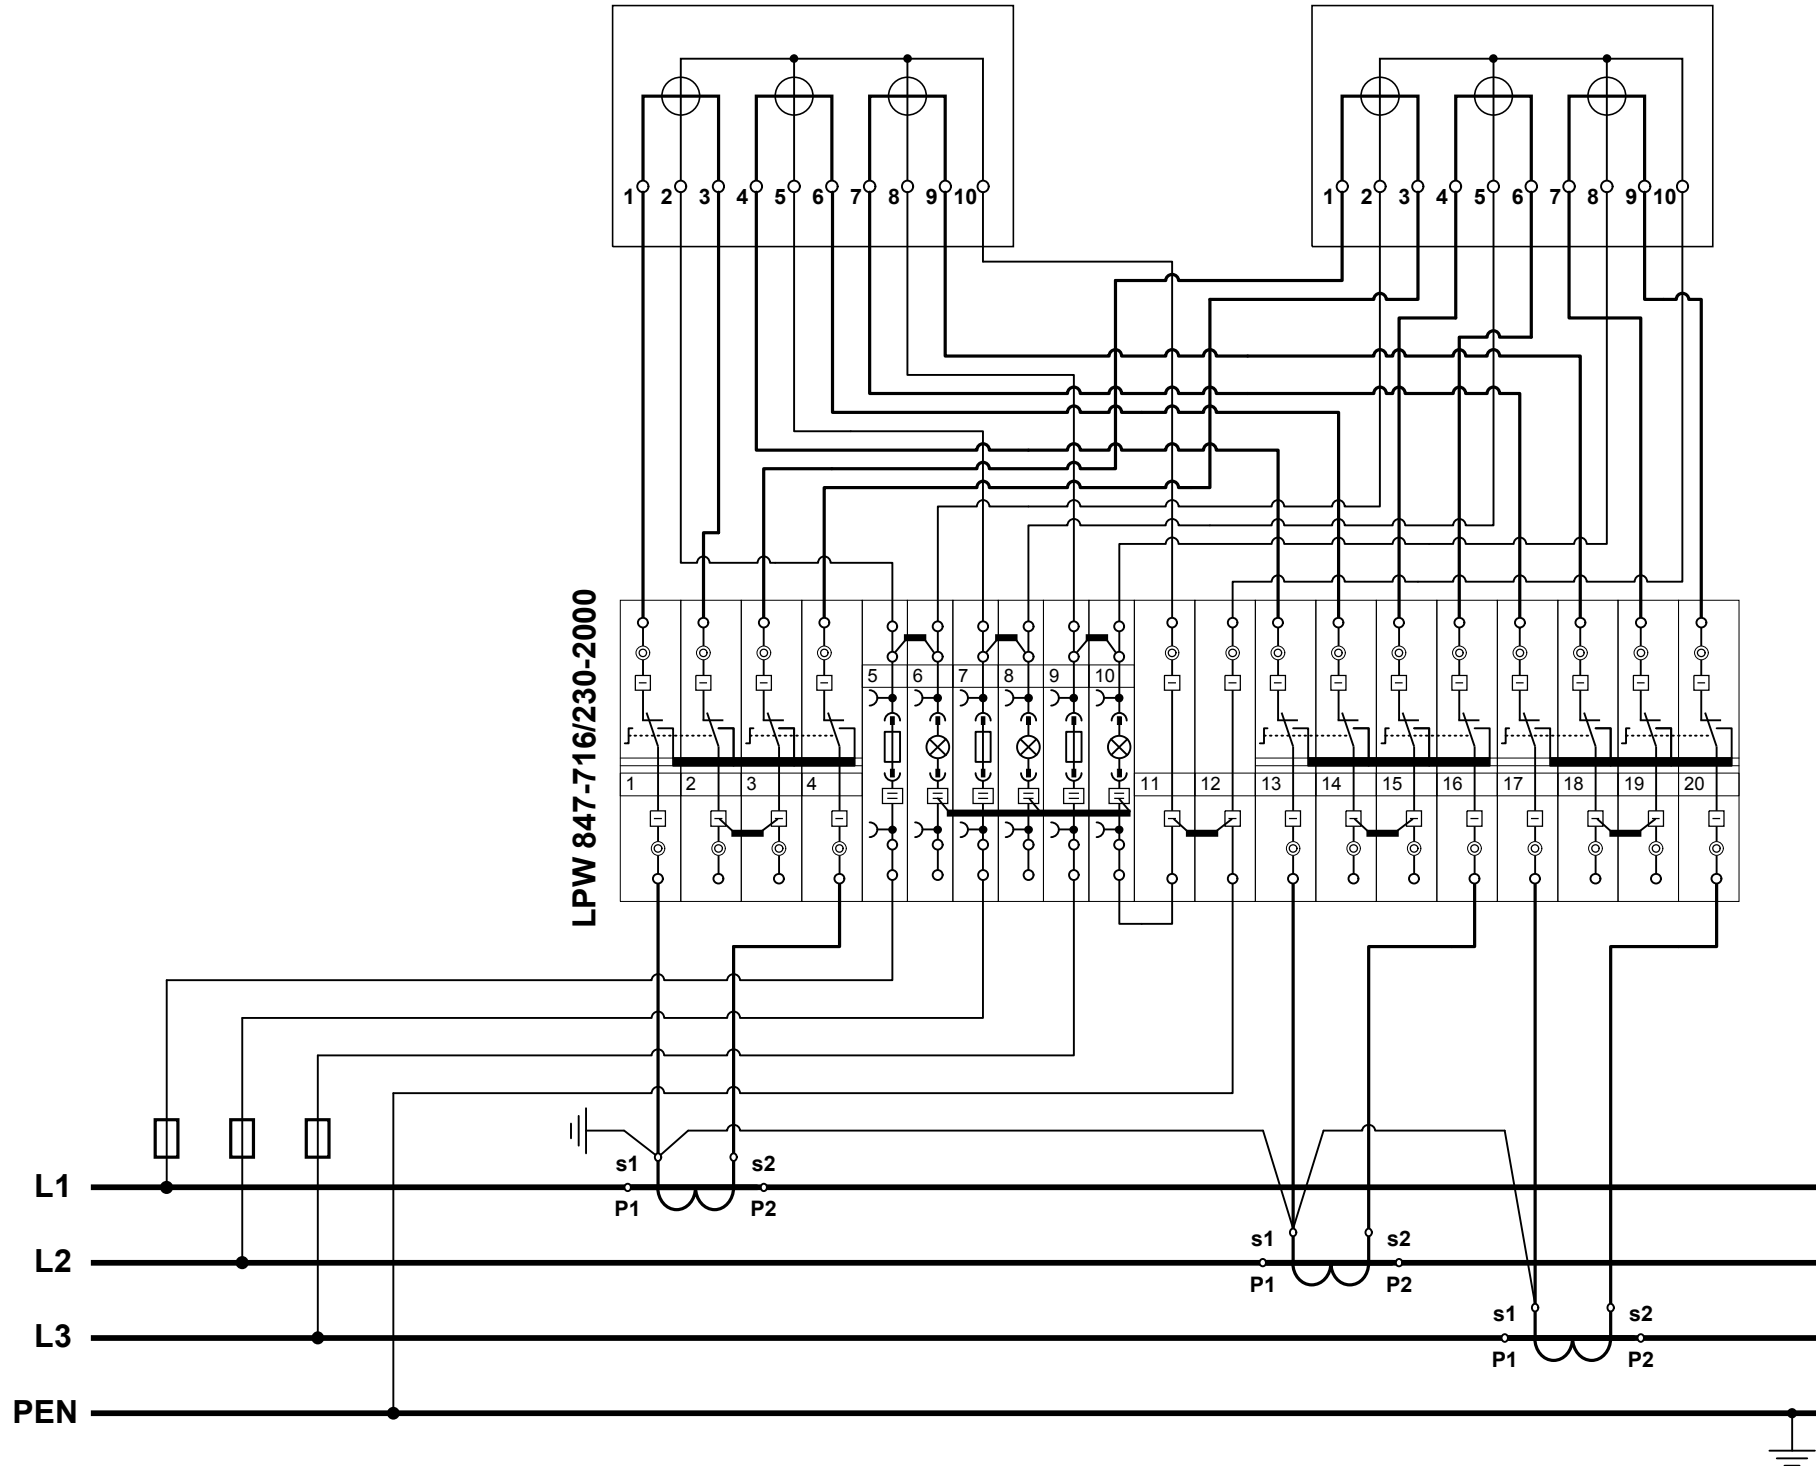 1 2 3 4 5 6 7 8 9 10
1 2 3 4 5 6 7 8 9 10
LPW 847-716/230-2000
5 6 7 8 9 10
1 2 3 4
11 12 13 14 15 16 17 18 19 20
s1 s2
L1
P1 P2
s1 s2
L2
P1 P2
s1 s2
L3
P1 P2
PEN